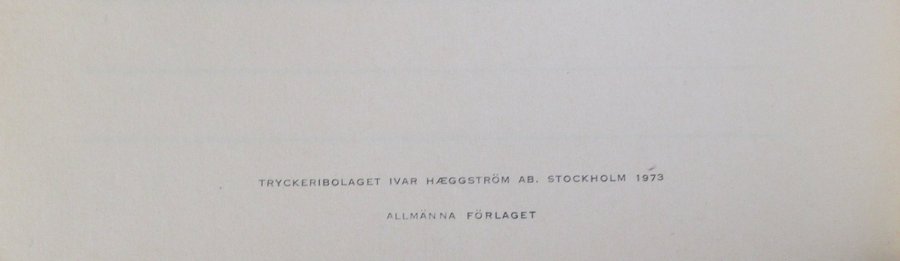 TRYCKERIBOLAGET IVAR HÆGGSTRÖM AB. STOCKHOLM 1973
ALLMÄNNA FÖRLAGET